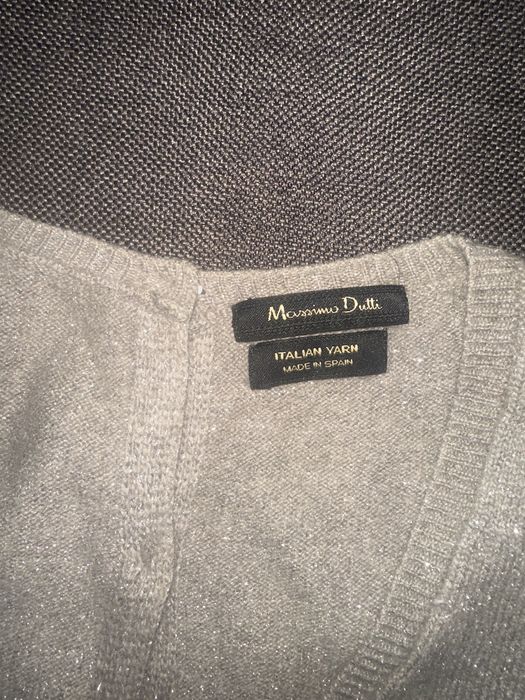 Massimo Dutti
ITALIAN YARN
MADE IN SPAIN